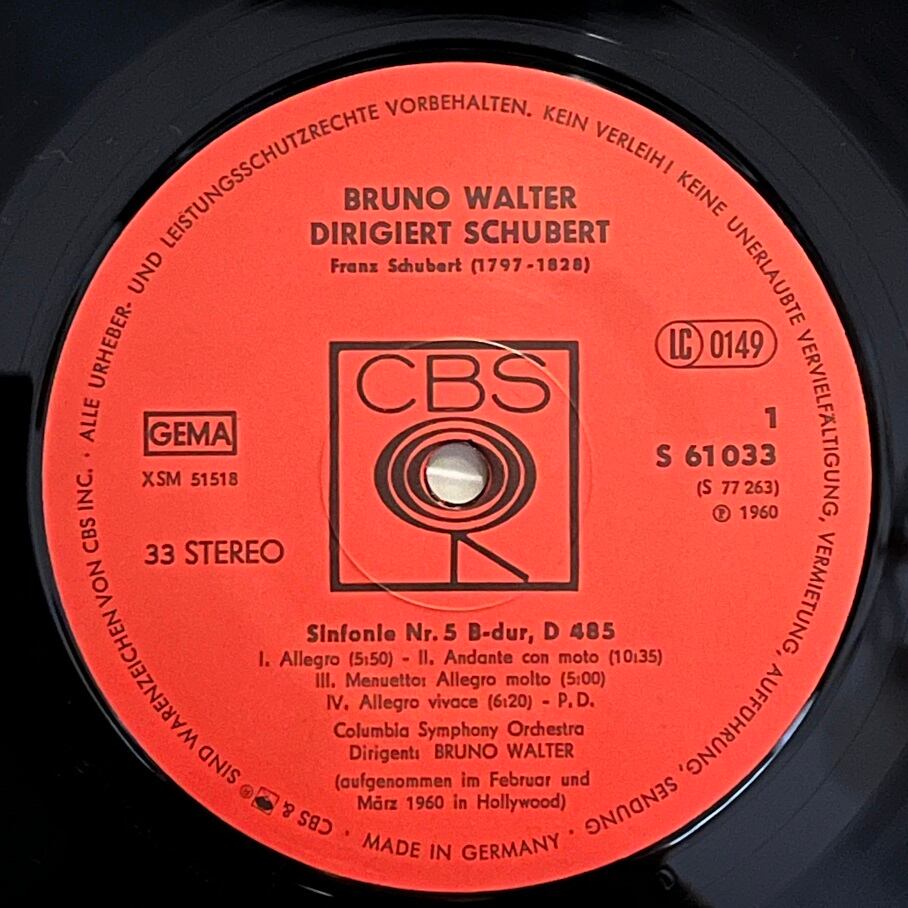 ALLE URHEBER- UND LEISTUNGSSCHUTZRECHTE VORBEHALTEN. KEIN VERLEIH! KEINE UNERLAUBTE VERVIELFÄLTIGUNG, VERMIETUNG, AUFFÜHRUNG, SENDUNG
BRUNO WALTER
DIRIGIERT SCHUBERT
Franz Schubert (1797-1828)
CBS
LC 0149
GEMA
XSM 51518
33 STEREO
1
S 61033
(S 77 263)
Ⓟ 1960
Sinfonie Nr. 5 B-dur, D 485
I. Allegro (5:50) - II. Andante con moto (10:35)
III. Menuetto: Allegro molto (5:00)
IV. Allegro vivace (6:20) - P. D.
Columbia Symphony Orchestra
Dirigent: BRUNO WALTER
(aufgenommen im Februar und
März 1960 in Hollywood)
CBS & ® SIND WARENZEICHEN VON CBS INC.
· MADE IN GERMANY ·